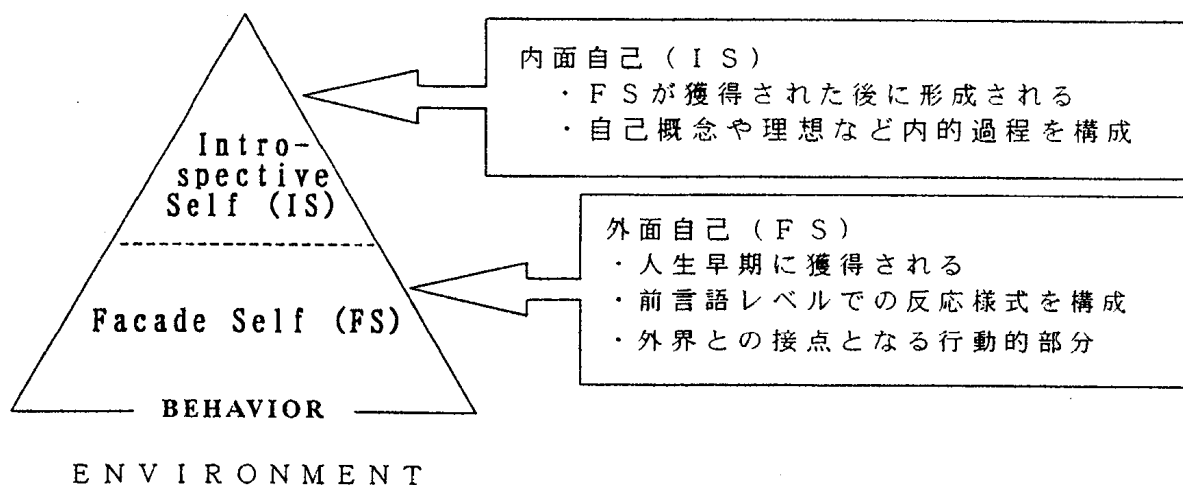 Intro-
spective
Self (IS)
Facade Self (FS)
BEHAVIOR
ENVIRONMENT
内面自己(IS)
・FSが獲得された後に形成される
・自己概念や理想など内的過程を構成
外面自己(FS)
・人生早期に獲得される
・前言語レベルでの反応様式を構成
・外界との接点となる行動的部分